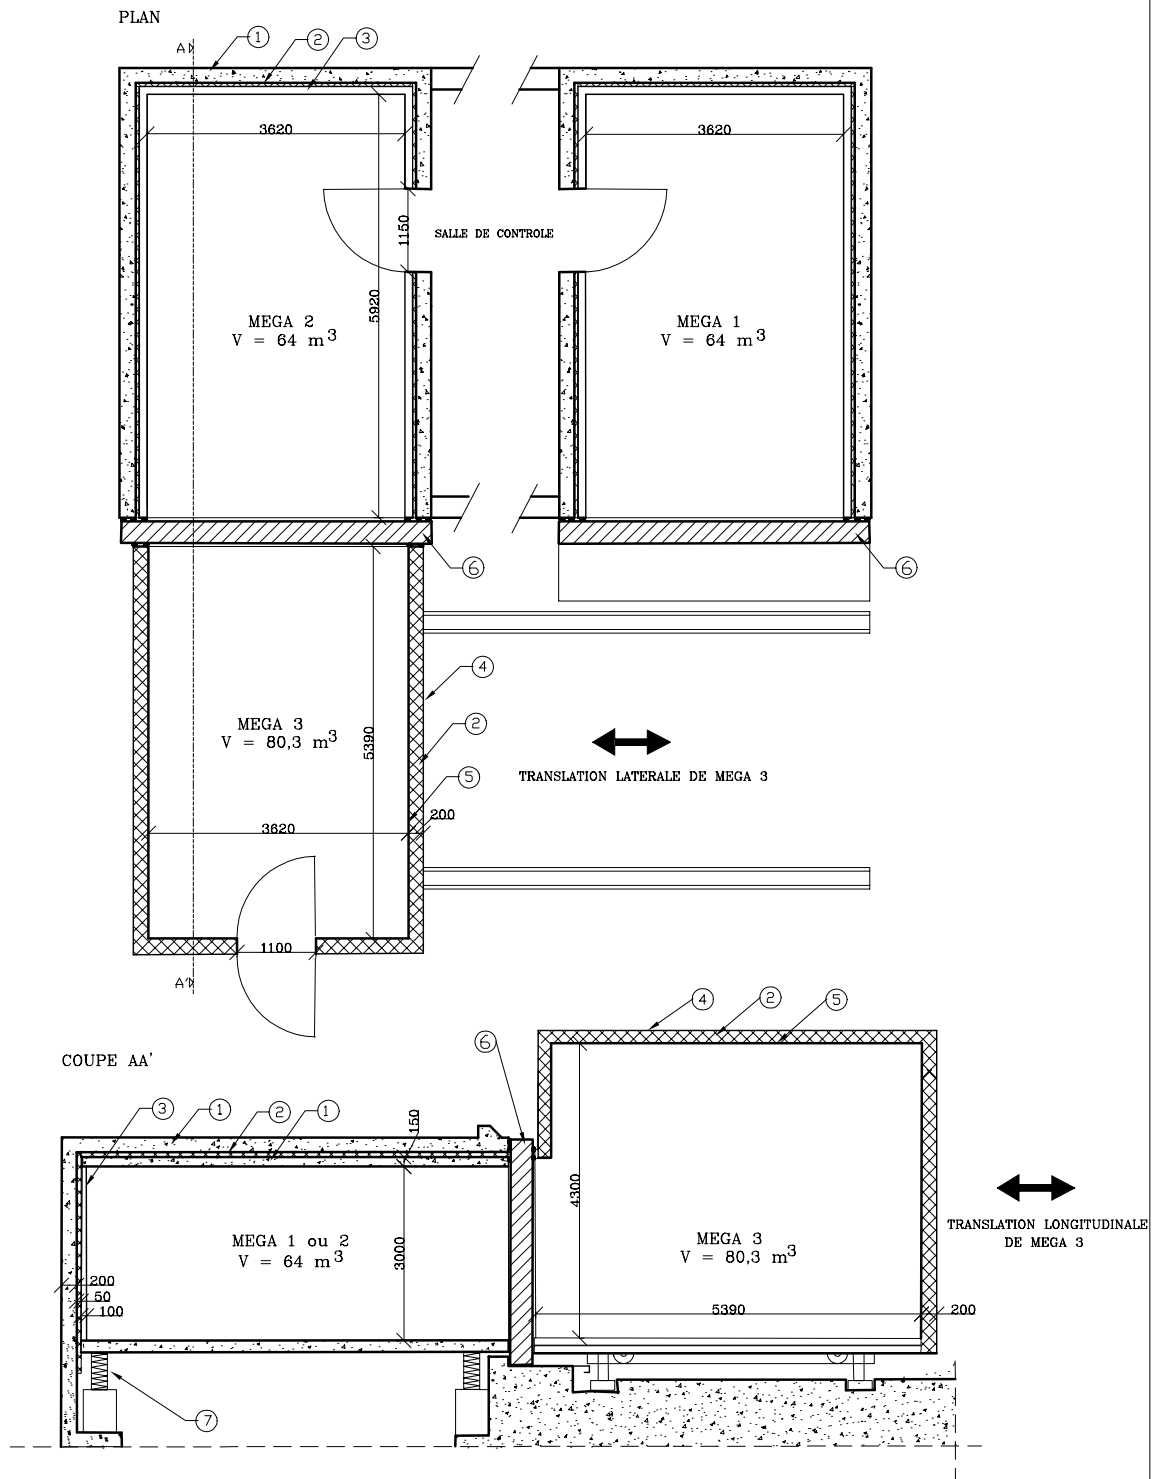 PLAN
A
1
2
3
3620
3620
1150
SALLE DE CONTROLE
5920
MEGA 2
V = 64 m³
MEGA 1
V = 64 m³
6
6
4
2
MEGA 3
V = 80,3 m³
5390
TRANSLATION LATERALE DE MEGA 3
5
200
3620
1100
A'
4
2
5
6
COUPE AA'
3
1
2
1
150
4300
TRANSLATION LONGITUDINALE
DE MEGA 3
MEGA 1 ou 2
V = 64 m³
3000
MEGA 3
V = 80,3 m³
200
50
100
5390
200
7